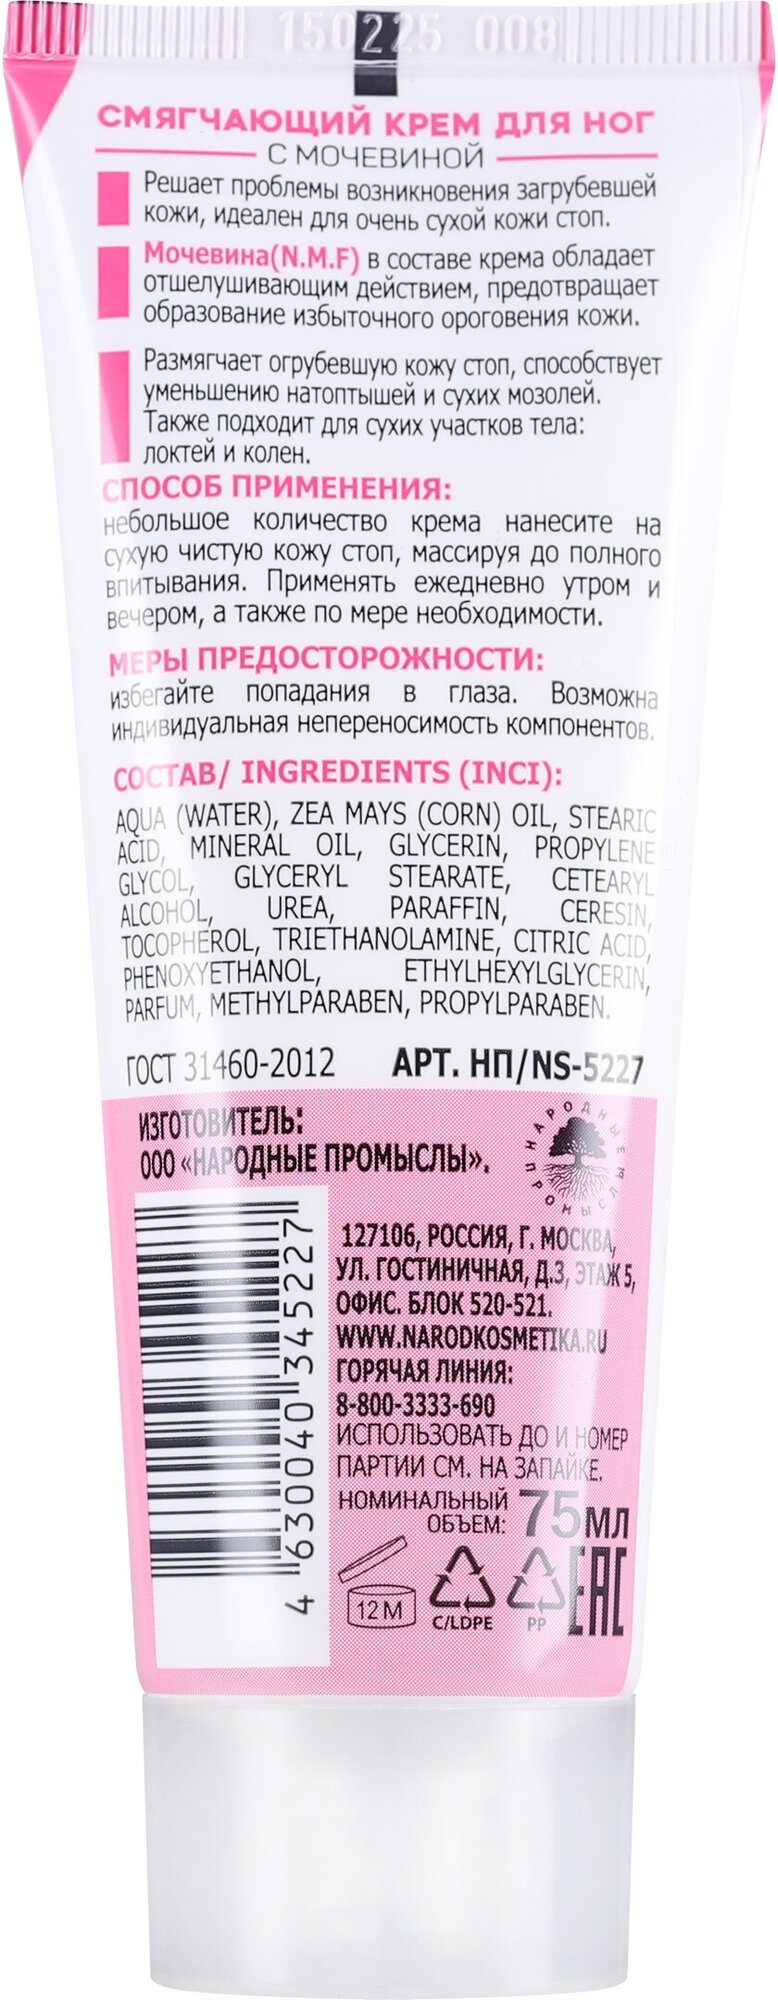 150225 008
СМЯГЧАЮЩИЙ КРЕМ ДЛЯ НОГ
С МОЧЕВИНОЙ
Решает проблемы возникновения загрубевшей
кожи, идеален для очень сухой кожи стоп.
Мочевина(N.M.F) в составе крема обладает
отшелушивающим действием, предотвращает
образование избыточного ороговения кожи.
Размягчает огрубевшую кожу стоп, способствует
уменьшению натоптышей и сухих мозолей.
Также подходит для сухих участков тела:
локтей и колен.
СПОСОБ ПРИМЕНЕНИЯ:
небольшое количество крема нанесите на
сухую чистую кожу стоп, массируя до полного
впитывания. Применять ежедневно утром и
вечером, а также по мере необходимости.
МЕРЫ ПРЕДОСТОРОЖНОСТИ:
избегайте попадания в глаза. Возможна
индивидуальная непереносимость компонентов.
СОСТАВ/ INGREDIENTS (INCI):
AQUA (WATER), ZEA MAYS (CORN) OIL, STEARIC
ACID, MINERAL OIL, GLYCERIN, PROPYLENE
GLYCOL, GLYCERYL STEARATE, CETEARYL
ALCOHOL, UREA, PARAFFIN, CERESIN,
TOCOPHEROL, TRIETHANOLAMINE, CITRIC ACID,
PHENOXYETHANOL, ETHYLHEXYLGLYCERIN,
PARFUM, METHYLPARABEN, PROPYLPARABEN.
ГОСТ 31460-2012 АРТ. НП/NS-5227
ИЗГОТОВИТЕЛЬ:
ООО «НАРОДНЫЕ ПРОМЫСЛЫ».
НАРОДНЫЕ ПРОМЫСЛЫ
127106, РОССИЯ, Г. МОСКВА,
УЛ. ГОСТИНИЧНАЯ, Д.3, ЭТАЖ 5,
ОФИС. БЛОК 520-521.
WWW.NARODKOSMETIKA.RU
ГОРЯЧАЯ ЛИНИЯ:
8-800-3333-690
ИСПОЛЬЗОВАТЬ ДО И НОМЕР
ПАРТИИ СМ. НА ЗАПАЙКЕ.
НОМИНАЛЬНЫЙ
ОБЪЕМ: 75МЛ
4 630040 345227
12 M
C/LDPE
PP
EAC